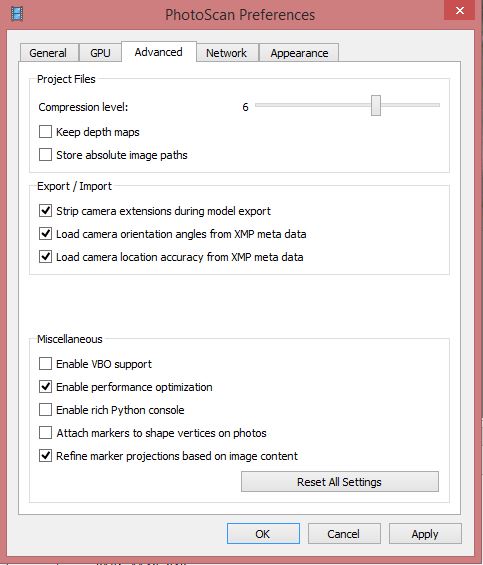 PhotoScan Preferences
General GPU Advanced Network Appearance
Project Files
Compression level: 6
Keep depth maps
Store absolute image paths
Export / Import
Strip camera extensions during model export
Load camera orientation angles from XMP meta data
Load camera location accuracy from XMP meta data
Miscellaneous
Enable VBO support
Enable performance optimization
Enable rich Python console
Attach markers to shape vertices on photos
Refine marker projections based on image content
Reset All Settings
OK Cancel Apply